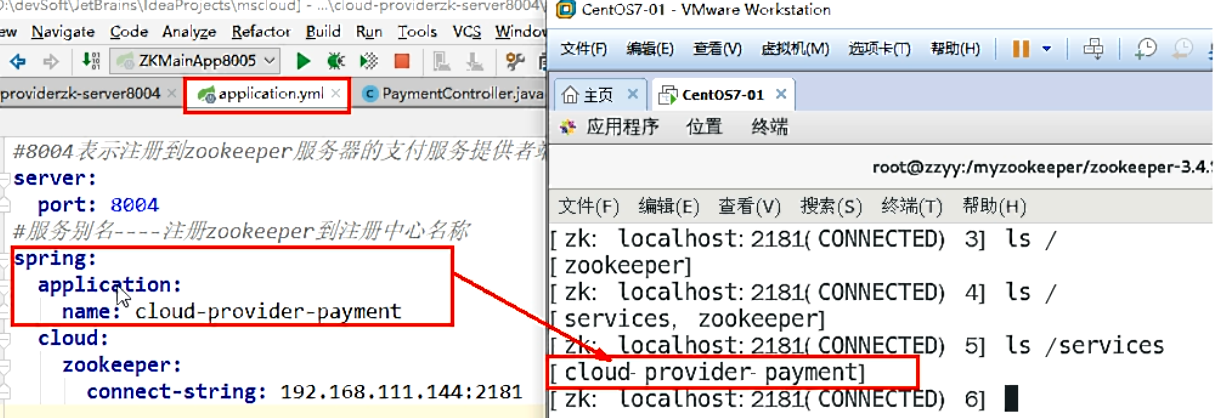 D:\devSoft\JetBrains\IdeaProjects\mscloud] - ...\cloud-providerzk-server8004\
ew Navigate Code Analyze Refactor Build Run Tools VCS Window
ZKMainApp8005
providerzk-server8004 × application.yml × PaymentController.java
#8004表示注册到zookeeper服务器的支付服务提供者端
server:
port: 8004
#服务别名----注册zookeeper到注册中心名称
spring:
application:
name: cloud-provider-payment
cloud:
zookeeper:
connect-string: 192.168.111.144:2181
CentOS7-01 - VMware Workstation
文件(F) 编辑(E) 查看(V) 虚拟机(M) 选项卡(T) 帮助(H)
主页 × CentOS7-01 ×
应用程序 位置 终端
root@zzyy:/myzookeeper/zookeeper-3.4.9
文件(F) 编辑(E) 查看(V) 搜索(S) 终端(T) 帮助(H)
[zk: localhost:2181(CONNECTED) 3] ls /
[zookeeper]
[zk: localhost:2181(CONNECTED) 4] ls /
[services, zookeeper]
[zk: localhost:2181(CONNECTED) 5] ls /services
[cloud-provider-payment]
[zk: localhost:2181(CONNECTED) 6]